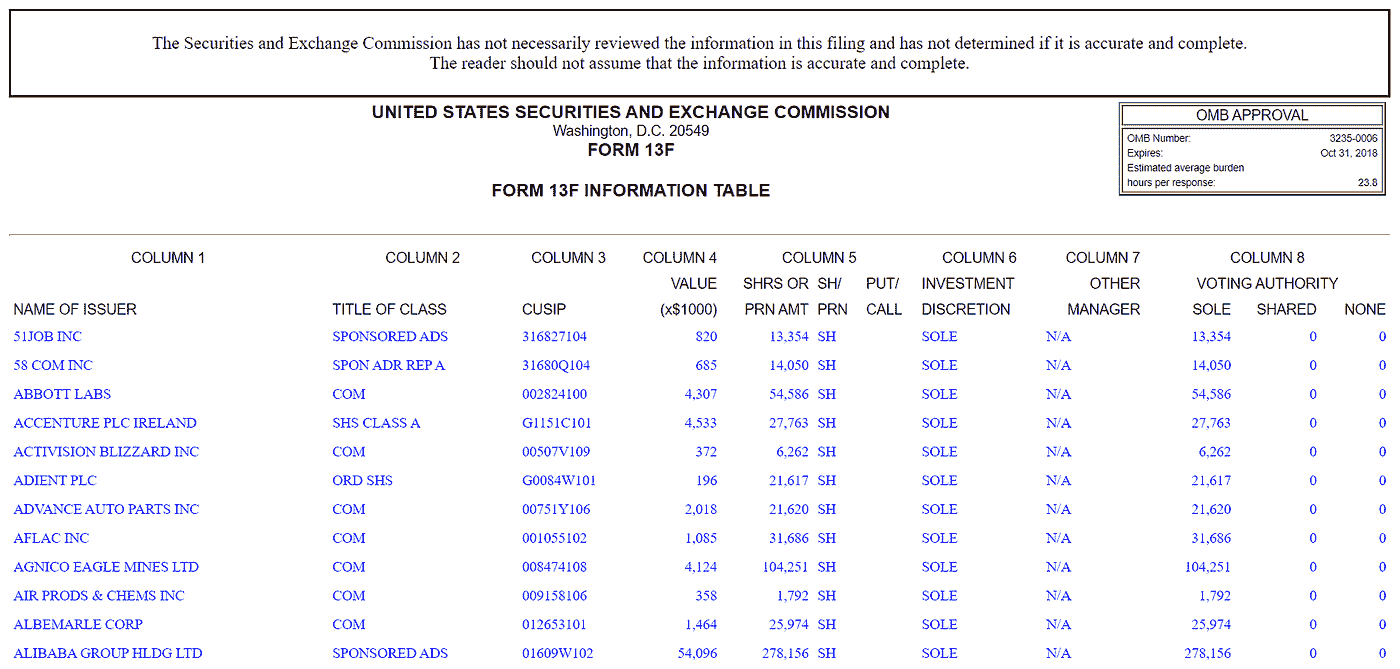 The Securities and Exchange Commission has not necessarily reviewed the information in this filing and has not determined if it is accurate and complete.
The reader should not assume that the information is accurate and complete.
UNITED STATES SECURITIES AND EXCHANGE COMMISSION
Washington, D.C. 20549
FORM 13F
FORM 13F INFORMATION TABLE
OMB APPROVAL
OMB Number: 3235-0006
Expires: Oct 31, 2018
Estimated average burden
hours per response: 23.8
COLUMN 1 COLUMN 2 COLUMN 3 COLUMN 4 COLUMN 5 COLUMN 6 COLUMN 7 COLUMN 8
VALUE SHRS OR SH/ PUT/ INVESTMENT OTHER VOTING AUTHORITY
NAME OF ISSUER TITLE OF CLASS CUSIP (x$1000) PRN AMT PRN CALL DISCRETION MANAGER SOLE SHARED NONE
51JOB INC SPONSORED ADS 316827104 820 13,354 SH SOLE N/A 13,354 0 0
58 COM INC SPON ADR REP A 31680Q104 685 14,050 SH SOLE N/A 14,050 0 0
ABBOTT LABS COM 002824100 4,307 54,586 SH SOLE N/A 54,586 0 0
ACCENTURE PLC IRELAND SHS CLASS A G1151C101 4,533 27,763 SH SOLE N/A 27,763 0 0
ACTIVISION BLIZZARD INC COM 00507V109 372 6,262 SH SOLE N/A 6,262 0 0
ADIENT PLC ORD SHS G0084W101 196 21,617 SH SOLE N/A 21,617 0 0
ADVANCE AUTO PARTS INC COM 00751Y106 2,018 21,620 SH SOLE N/A 21,620 0 0
AFLAC INC COM 001055102 1,085 31,686 SH SOLE N/A 31,686 0 0
AGNICO EAGLE MINES LTD COM 008474108 4,124 104,251 SH SOLE N/A 104,251 0 0
AIR PRODS & CHEMS INC COM 009158106 358 1,792 SH SOLE N/A 1,792 0 0
ALBEMARLE CORP COM 012653101 1,464 25,974 SH SOLE N/A 25,974 0 0
ALIBABA GROUP HLDG LTD SPONSORED ADS 01609W102 54,096 278,156 SH SOLE N/A 278,156 0 0